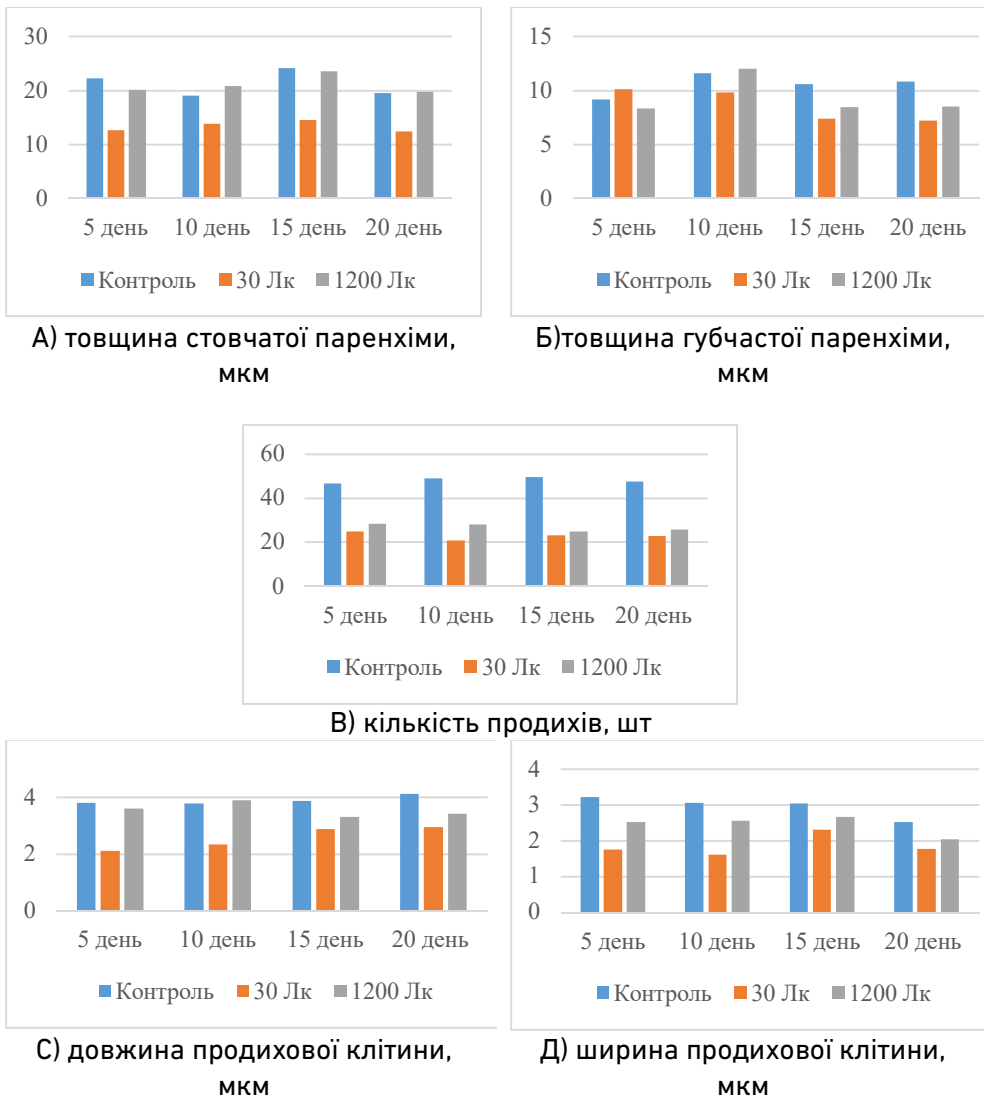 30
20
10
0
5 день 10 день 15 день 20 день
Контроль 30 Лк 1200 Лк
А) товщина стовчатої паренхіми,
мкм
15
10
5
0
5 день 10 день 15 день 20 день
Контроль 30 Лк 1200 Лк
Б)товщина губчастої паренхіми,
мкм
60
40
20
0
5 день 10 день 15 день 20 день
Контроль 30 Лк 1200 Лк
В) кількість продихів, шт
4
2
0
5 день 10 день 15 день 20 день
Контроль 30 Лк 1200 Лк
С) довжина продихової клітини,
мкм
4
3
2
1
0
5 день 10 день 15 день 20 день
Контроль 30 Лк 1200 Лк
Д) ширина продихової клітини,
мкм